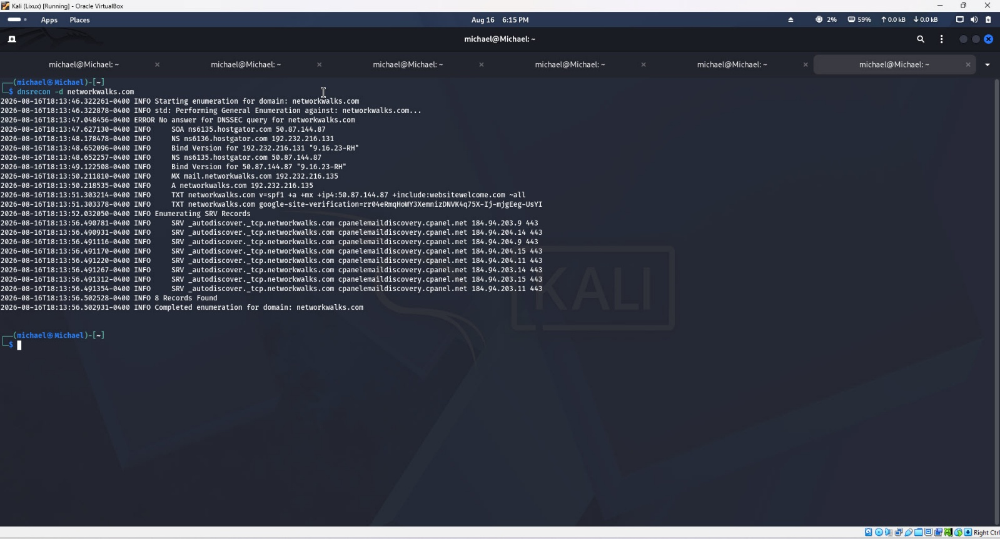 Kali (Lixux) [Running] - Oracle VirtualBox
Apps Places Aug 16 6:15 PM 2% 59% ↑0.0 kB ↓0.0 kB
michael@Michael: ~
michael@Michael: ~ michael@Michael: ~ michael@Michael: ~ michael@Michael: ~ michael@Michael: ~ michael@Michael: ~
┌──(michael㉿Michael)-[~]
└─$ dnsrecon -d networkwalks.com
2026-08-16T18:13:46.322261-0400 INFO Starting enumeration for domain: networkwalks.com
2026-08-16T18:13:46.322878-0400 INFO std: Performing General Enumeration against: networkwalks.com...
2026-08-16T18:13:47.048456-0400 ERROR No answer for DNSSEC query for networkwalks.com
2026-08-16T18:13:47.627130-0400 INFO SOA ns6135.hostgator.com 50.87.144.87
2026-08-16T18:13:48.178478-0400 INFO NS ns6136.hostgator.com 192.232.216.131
2026-08-16T18:13:48.652096-0400 INFO Bind Version for 192.232.216.131 "9.16.23-RH"
2026-08-16T18:13:48.652257-0400 INFO NS ns6135.hostgator.com 50.87.144.87
2026-08-16T18:13:49.122508-0400 INFO Bind Version for 50.87.144.87 "9.16.23-RH"
2026-08-16T18:13:50.211810-0400 INFO MX mail.networkwalks.com 192.232.216.135
2026-08-16T18:13:50.218535-0400 INFO A networkwalks.com 192.232.216.135
2026-08-16T18:13:51.303214-0400 INFO TXT networkwalks.com v=spf1 +a +mx +ip4:50.87.144.87 +include:websitewelcome.com ~all
2026-08-16T18:13:51.303378-0400 INFO TXT networkwalks.com google-site-verification=rr04eRmqHoWY3XemnizDNVK4q75X-Ij-mjgEeg-UsYI
2026-08-16T18:13:52.032050-0400 INFO Enumerating SRV Records
2026-08-16T18:13:56.490781-0400 INFO SRV _autodiscover._tcp.networkwalks.com cpanelemaildiscovery.cpanel.net 184.94.203.9 443
2026-08-16T18:13:56.490931-0400 INFO SRV _autodiscover._tcp.networkwalks.com cpanelemaildiscovery.cpanel.net 184.94.204.14 443
2026-08-16T18:13:56.491116-0400 INFO SRV _autodiscover._tcp.networkwalks.com cpanelemaildiscovery.cpanel.net 184.94.204.9 443
2026-08-16T18:13:56.491170-0400 INFO SRV _autodiscover._tcp.networkwalks.com cpanelemaildiscovery.cpanel.net 184.94.204.15 443
2026-08-16T18:13:56.491220-0400 INFO SRV _autodiscover._tcp.networkwalks.com cpanelemaildiscovery.cpanel.net 184.94.204.11 443
2026-08-16T18:13:56.491267-0400 INFO SRV _autodiscover._tcp.networkwalks.com cpanelemaildiscovery.cpanel.net 184.94.203.14 443
2026-08-16T18:13:56.491312-0400 INFO SRV _autodiscover._tcp.networkwalks.com cpanelemaildiscovery.cpanel.net 184.94.203.15 443
2026-08-16T18:13:56.491354-0400 INFO SRV _autodiscover._tcp.networkwalks.com cpanelemaildiscovery.cpanel.net 184.94.203.11 443
2026-08-16T18:13:56.502528-0400 INFO 8 Records Found
2026-08-16T18:13:56.502931-0400 INFO Completed enumeration for domain: networkwalks.com
KALI
┌──(michael㉿Michael)-[~]
└─$
Right Ctrl